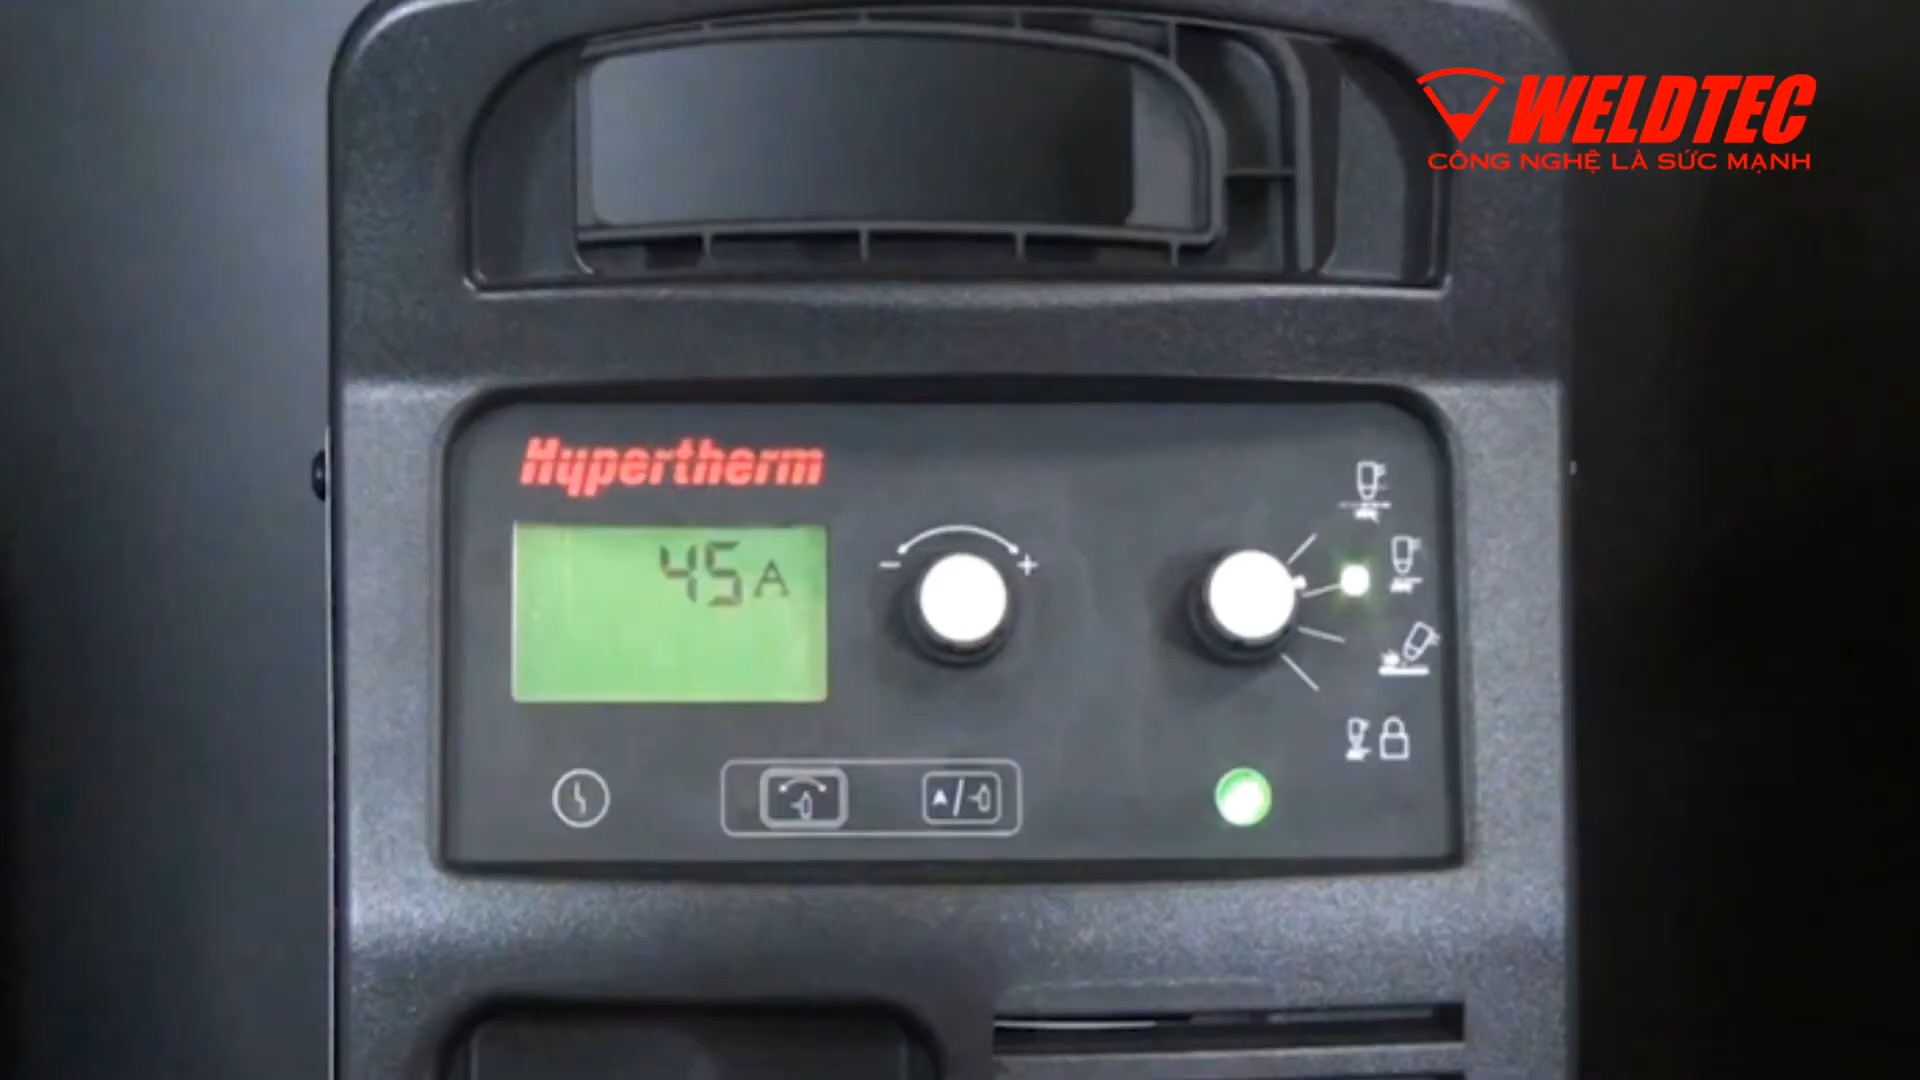 WELDTEC
CÔNG NGHỆ LÀ SỨC MẠNH
Hypertherm
45 A
- +
A/